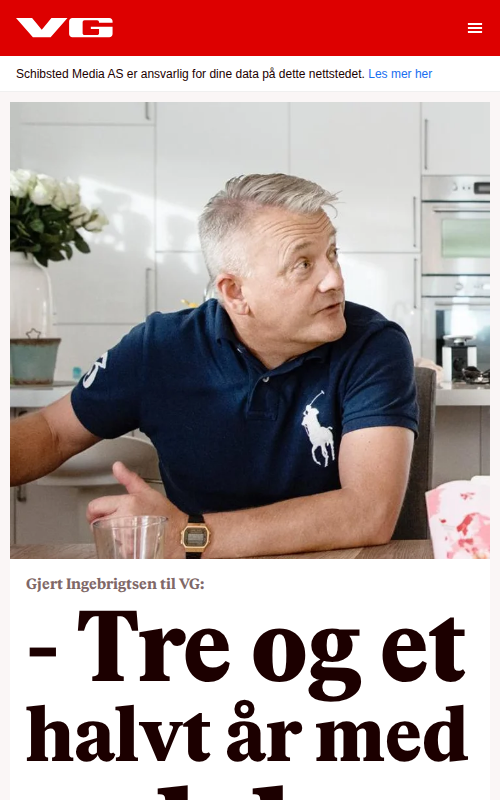 VG
Schibsted Media AS er ansvarlig for dine data på dette nettstedet. Les mer her
3
Gjert Ingebrigtsen til VG:
- Tre og et
halvt år med